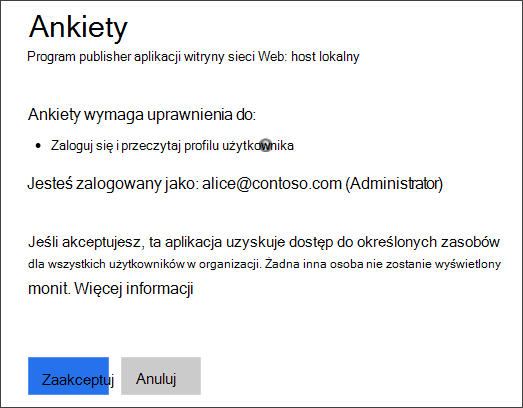 Ankiety
Program publisher aplikacji witryny sieci Web: host lokalny
Ankiety wymaga uprawnienia do:
• Zaloguj się i przeczytaj profilu użytkownika
Jesteś zalogowany jako: alice@contoso.com (Administrator)
Jeśli akceptujesz, ta aplikacja uzyskuje dostęp do określonych zasobów
dla wszystkich użytkowników w organizacji. Żadna inna osoba nie zostanie wyświetlony
monit. Więcej informacji
Zaakceptuj Anuluj